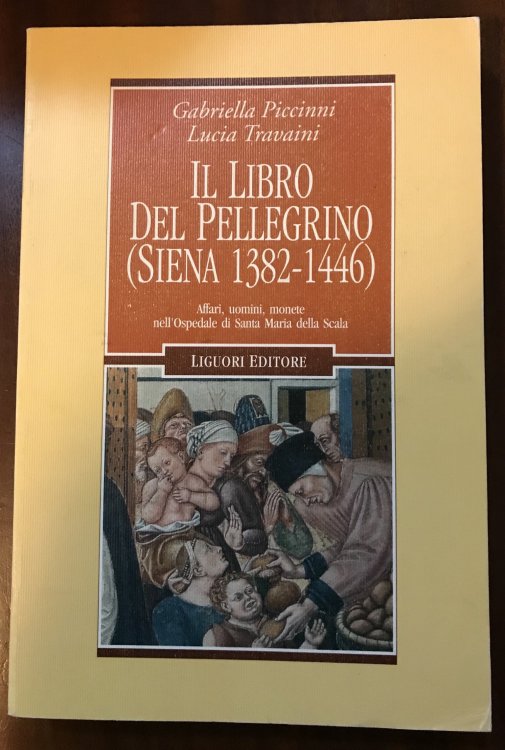 Gabriella Piccinni
Lucia Travaini
IL LIBRO
DEL PELLEGRINO
(SIENA 1382-1446)
Affari, uomini, monete
nell'Ospedale di Santa Maria della Scala
LIGUORI EDITORE